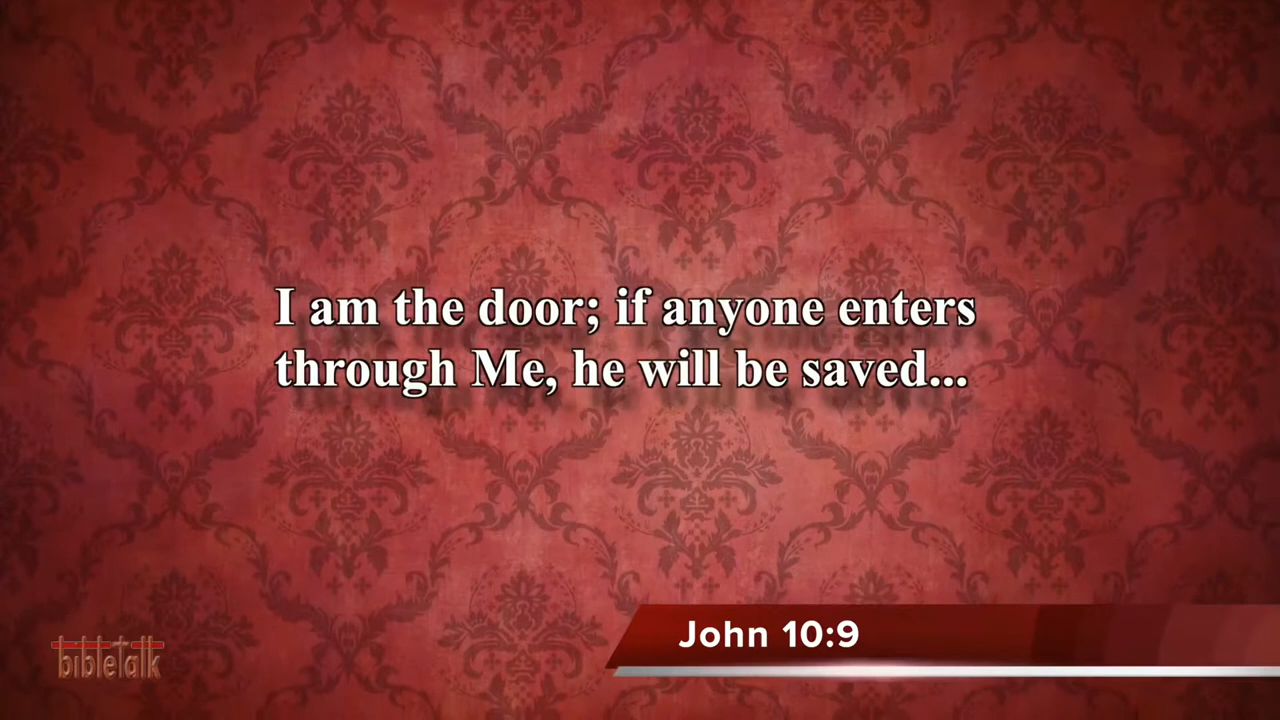 I am the door; if anyone enters
through Me, he will be saved...
John 10:9
bibleTalk